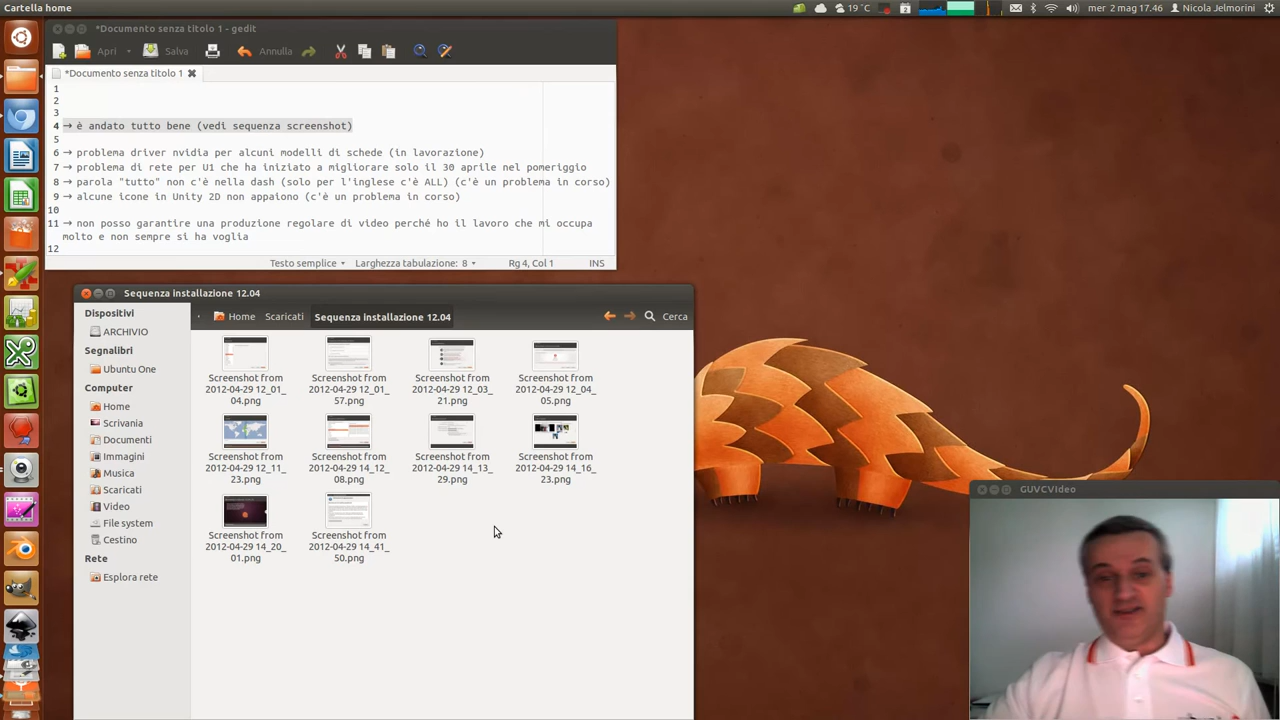 Cartella home
19 °C
2
mer 2 mag 17.46
Nicola Jelmorini
*Documento senza titolo 1 - gedit
Apri
Salva
Annulla
*Documento senza titolo 1
1
2
3
4 → è andato tutto bene (vedi sequenza screenshot)
5
6 → problema driver nvidia per alcuni modelli di schede (in lavorazione)
7 → problema di rete per U1 che ha iniziato a migliorare solo il 30 aprile nel pomeriggio
8 → parola "tutto" non c'è nella dash (solo per l'inglese c'è ALL) (c'è un problema in corso)
9 → alcune icone in Unity 2D non appaiono (c'è un problema in corso)
10
11 → non posso garantire una produzione regolare di video perché ho il lavoro che mi occupa
molto e non sempre si ha voglia
12
Testo semplice
Larghezza tabulazione: 8
Rg 4, Col 1
INS
Sequenza installazione 12.04
Dispositivi
ARCHIVIO
Segnalibri
Ubuntu One
Computer
Home
Scrivania
Documenti
Immagini
Musica
Scaricati
Video
File system
Cestino
Rete
Esplora rete
Home
Scaricati
Sequenza installazione 12.04
Cerca
Screenshot from
2012-04-29 12_01_
04.png
Screenshot from
2012-04-29 12_01_
57.png
Screenshot from
2012-04-29 12_03_
21.png
Screenshot from
2012-04-29 12_04_
05.png
Screenshot from
2012-04-29 12_11_
23.png
Screenshot from
2012-04-29 14_12_
08.png
Screenshot from
2012-04-29 14_13_
29.png
Screenshot from
2012-04-29 14_16_
23.png
Screenshot from
2012-04-29 14_20_
01.png
Screenshot from
2012-04-29 14_41_
50.png
GUVCVIdeo